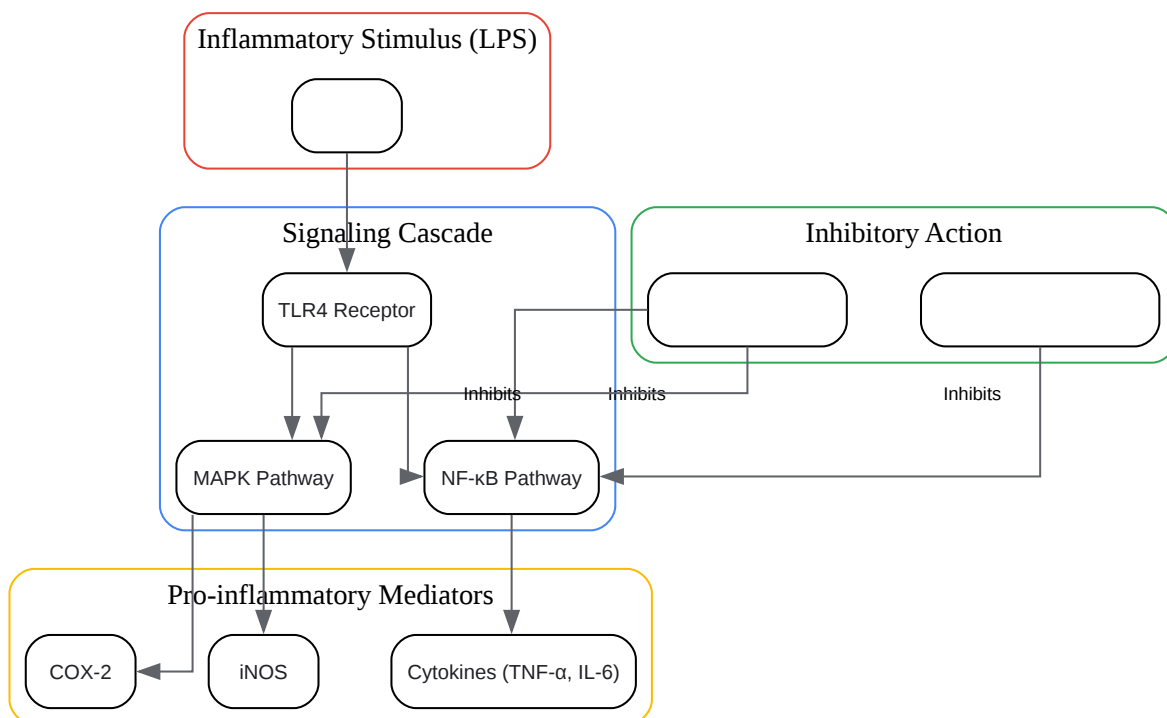 Inflammatory Stimulus (LPS)
Signaling Cascade
Inhibitory Action
TLR4 Receptor
Inhibits
Inhibits
Inhibits
MAPK Pathway
NF-κB Pathway
Pro-inflammatory Mediators
COX-2
iNOS
Cytokines (TNF-α, IL-6)